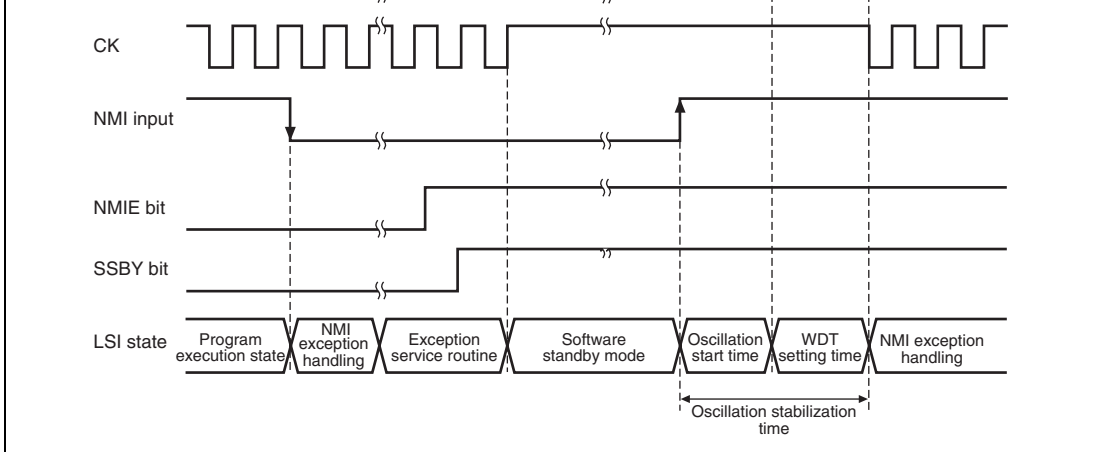 CK
NMI input
NMIE bit
SSBY bit
LSI state
Program
execution state
NMI
exception
handling
Exception
service routine
Software
standby mode
Oscillation
start time
WDT
setting time
NMI exception
handling
Oscillation stabilization
time